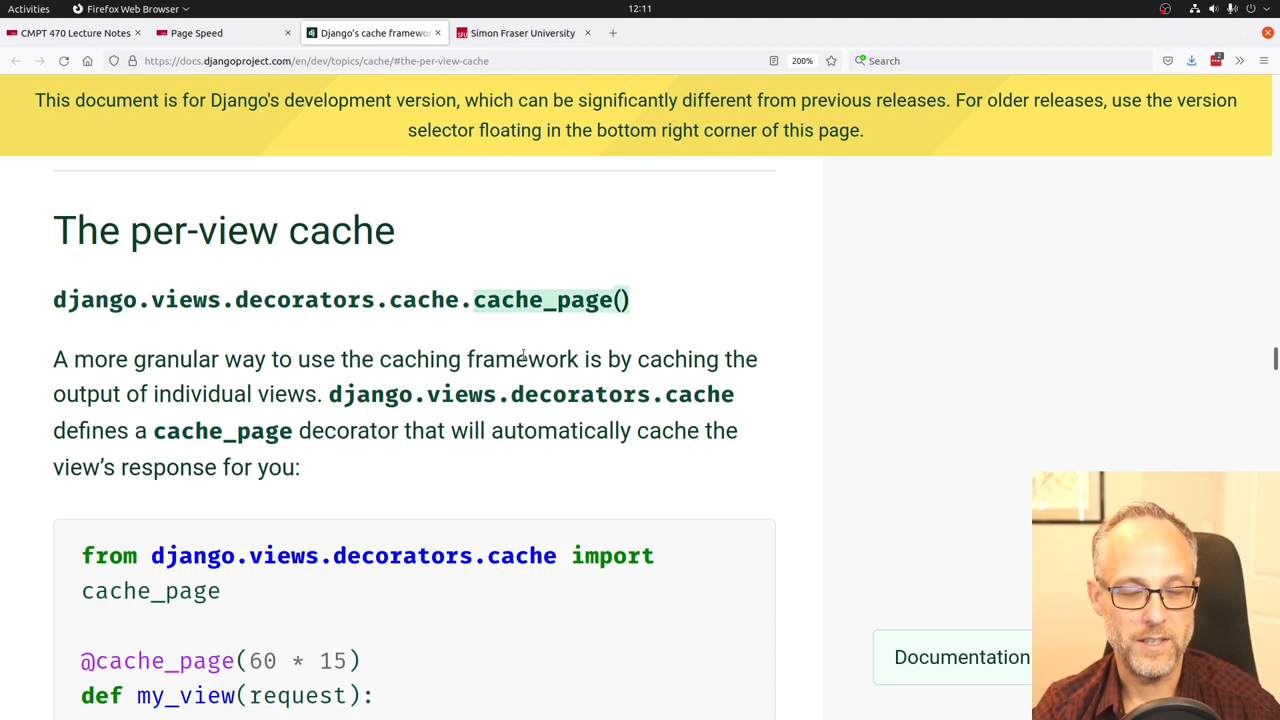 Activities
Firefox Web Browser
12:11
CMPT 470 Lecture Notes
Page Speed
Django's cache framewo
Simon Fraser University
https://docs.djangoproject.com/en/dev/topics/cache/#the-per-view-cache
200%
Search
2
This document is for Django's development version, which can be significantly different from previous releases. For older releases, use the version
selector floating in the bottom right corner of this page.
The per-view cache
django.views.decorators.cache.cache_page()
A more granular way to use the caching framework is by caching the
output of individual views. django.views.decorators.cache
defines a cache_page decorator that will automatically cache the
view's response for you:
from django.views.decorators.cache import
cache_page
@cache_page(60 * 15)
def my_view(request):
Documentation